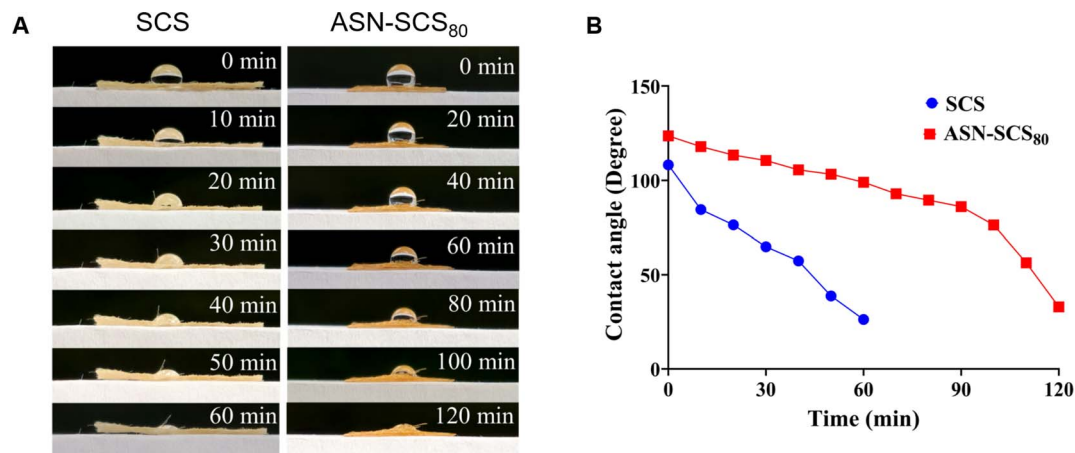 A
SCS
ASN-SCS80
0 min
10 min
20 min
30 min
40 min
50 min
60 min
0 min
20 min
40 min
60 min
80 min
100 min
120 min
B
150
100
50
0
Contact angle (Degree)
SCS
ASN-SCS80
0
30
60
90
120
Time (min)